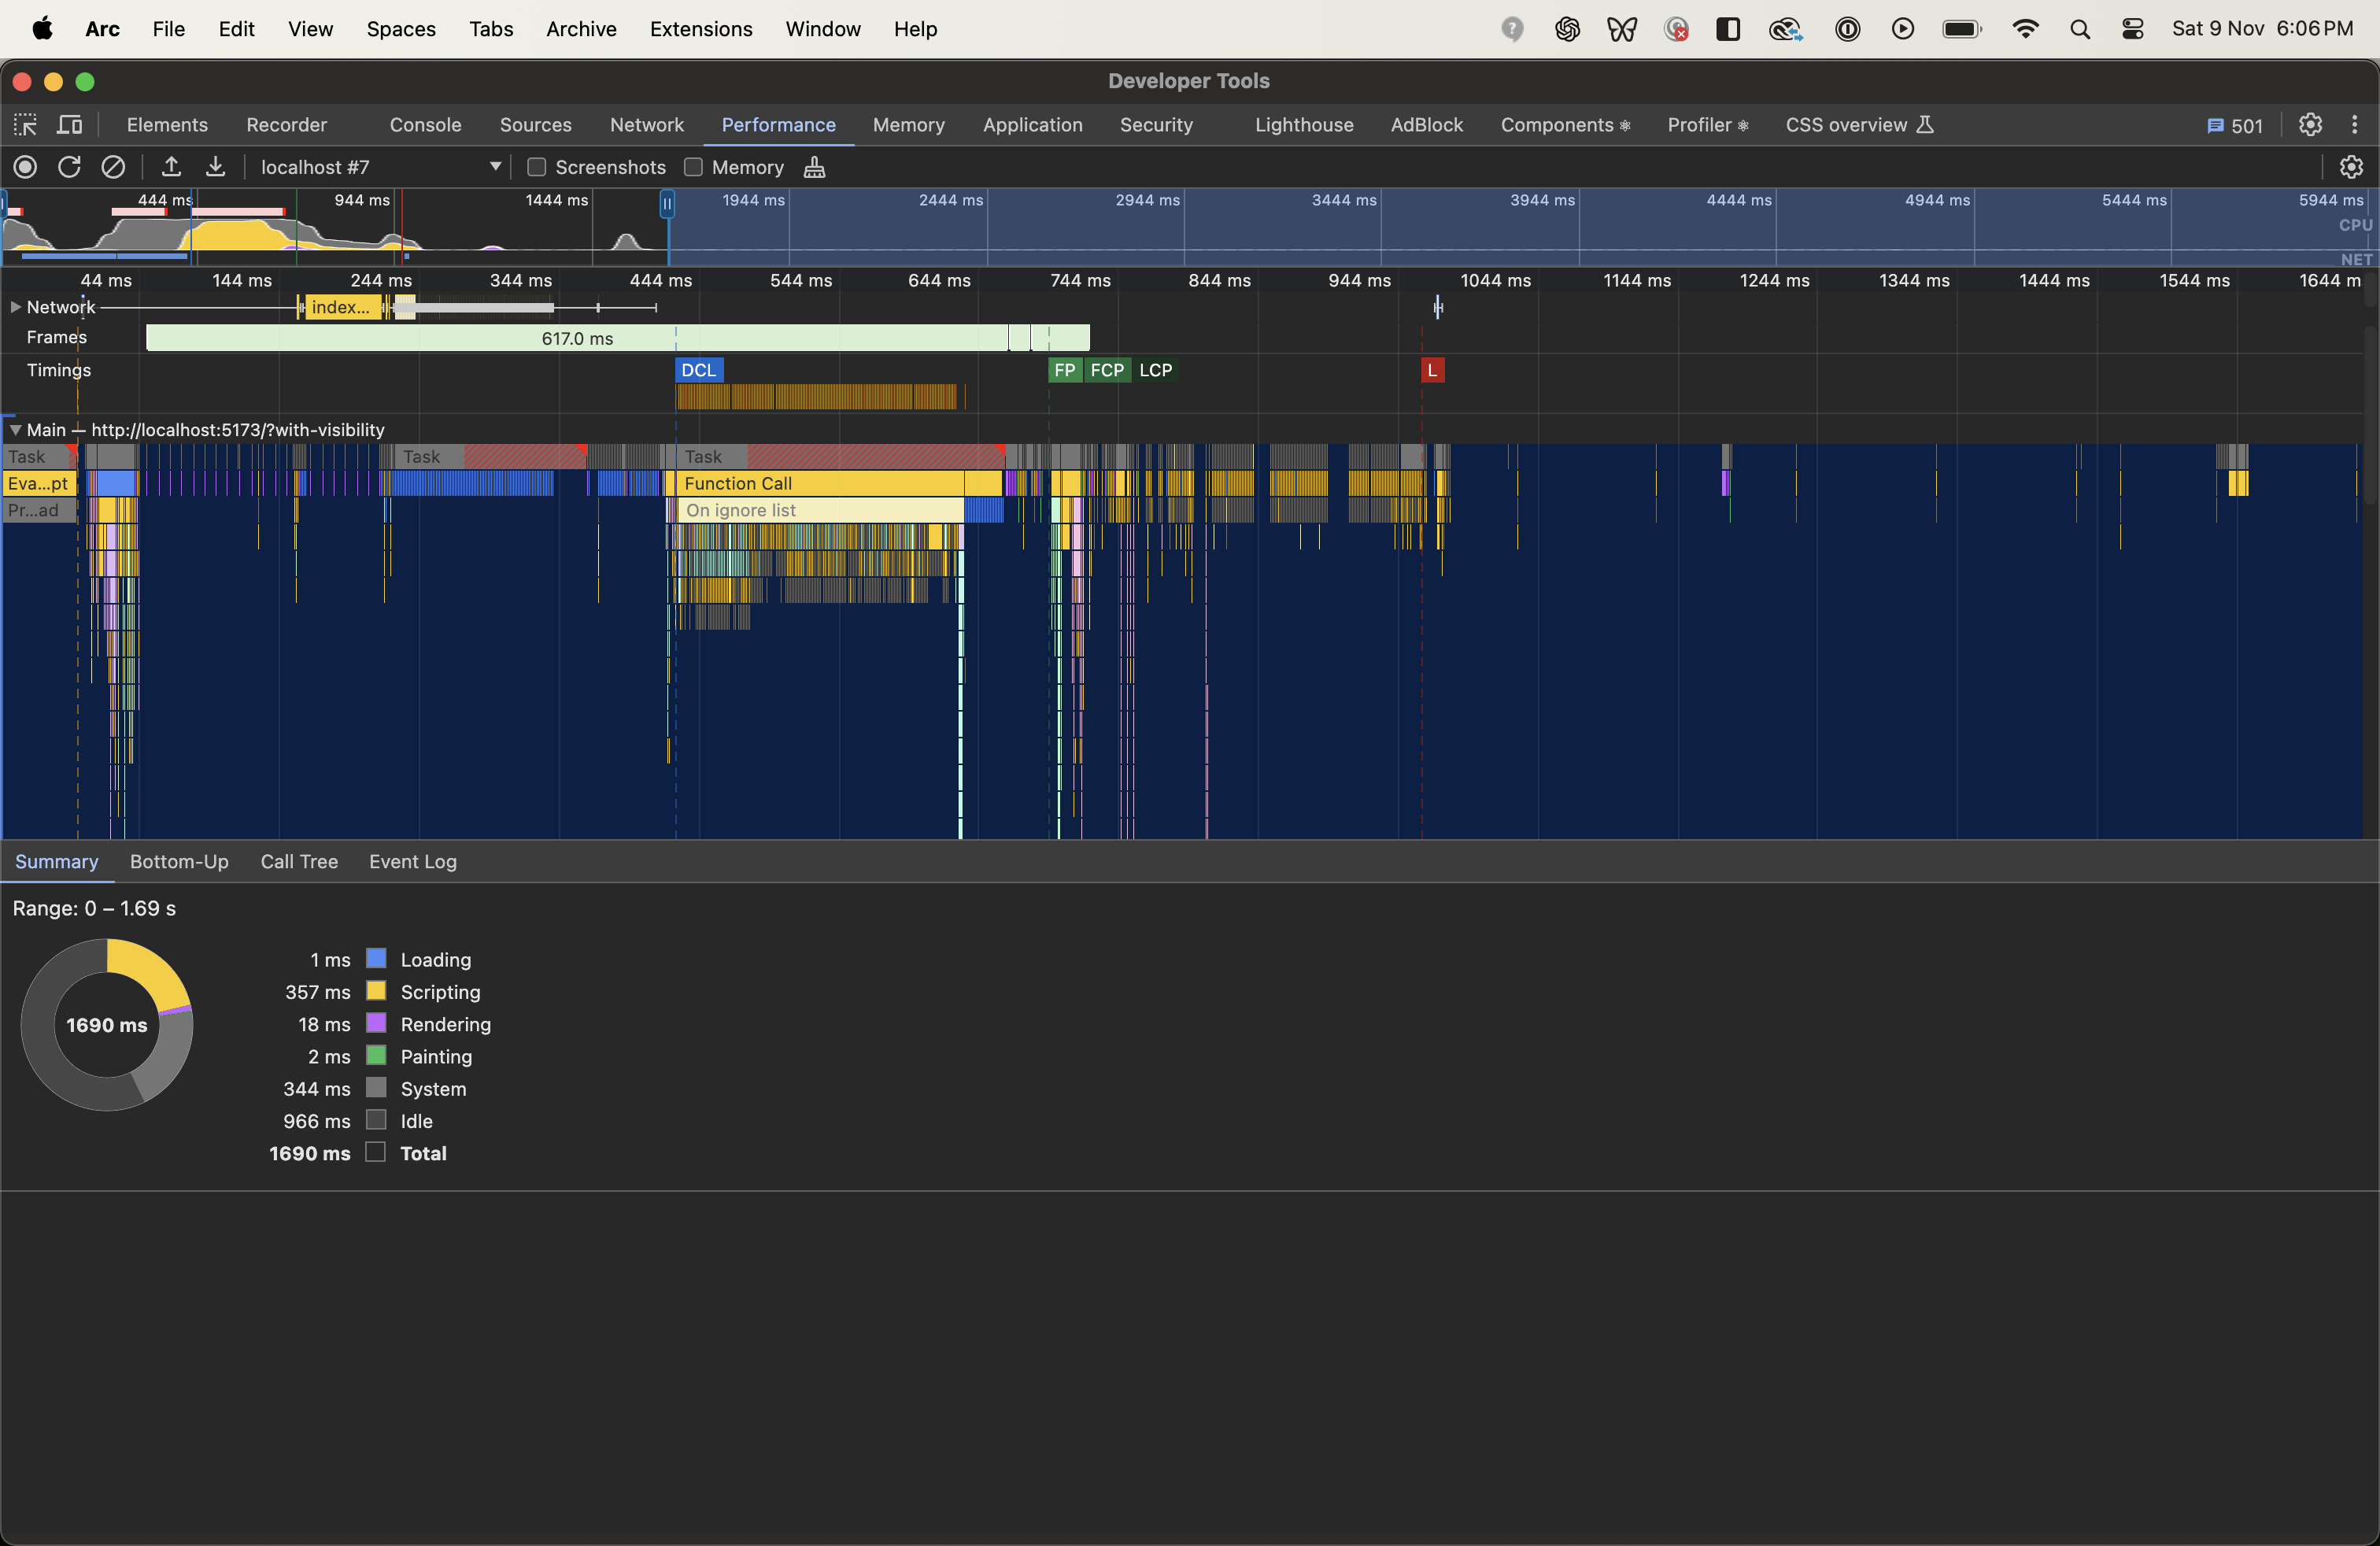 Arc File Edit View Spaces Tabs Archive Extensions Window Help Sat 9 Nov 6:06 PM
Developer Tools
Elements Recorder Console Sources Network Performance Memory Application Security Lighthouse AdBlock Components Profiler CSS overview 501
localhost #7 Screenshots Memory
444 ms 944 ms 1444 ms 1944 ms 2444 ms 2944 ms 3444 ms 3944 ms 4444 ms 4944 ms 5444 ms 5944 ms
CPU
NET
44 ms 144 ms 244 ms 344 ms 444 ms 544 ms 644 ms 744 ms 844 ms 944 ms 1044 ms 1144 ms 1244 ms 1344 ms 1444 ms 1544 ms 1644 m
Network index...
Frames 617.0 ms
Timings DCL FP FCP LCP L
Main — http://localhost:5173/?with-visibility
Task Task Task
Eva...pt Function Call
Pr...ad On ignore list
Summary Bottom-Up Call Tree Event Log
Range: 0 – 1.69 s
1690 ms
1 ms Loading
357 ms Scripting
18 ms Rendering
2 ms Painting
344 ms System
966 ms Idle
1690 ms Total